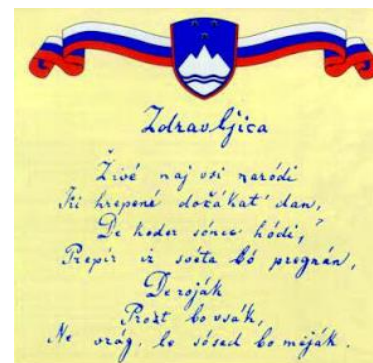 Zdravljica
Živé naj vsi naródi
Ki hrepené dočákat' dan,
De koder sónce hódi,
Prepír iz svéta bó pregnán,
De roják
Prost bo vsák,
Ne vrág, le sósed bo meják.